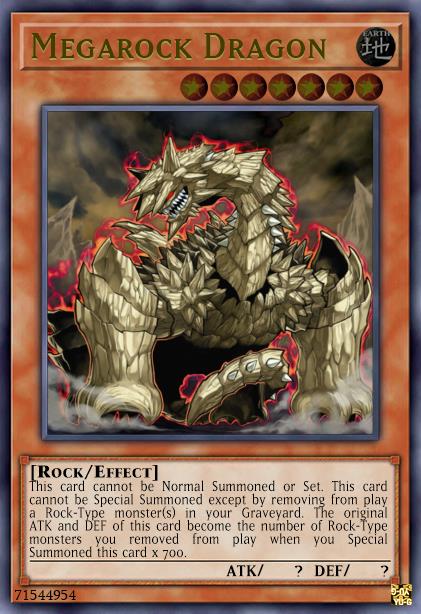 MEGAROCK DRAGON
EARTH
地
[ROCK/EFFECT]
This card cannot be Normal Summoned or Set. This card
cannot be Special Summoned except by removing from play
a Rock-Type monster(s) in your Graveyard. The original
ATK and DEF of this card become the number of Rock-Type
monsters you removed from play when you Special
Summoned this card x 700.
ATK/ ? DEF/ ?
71544954